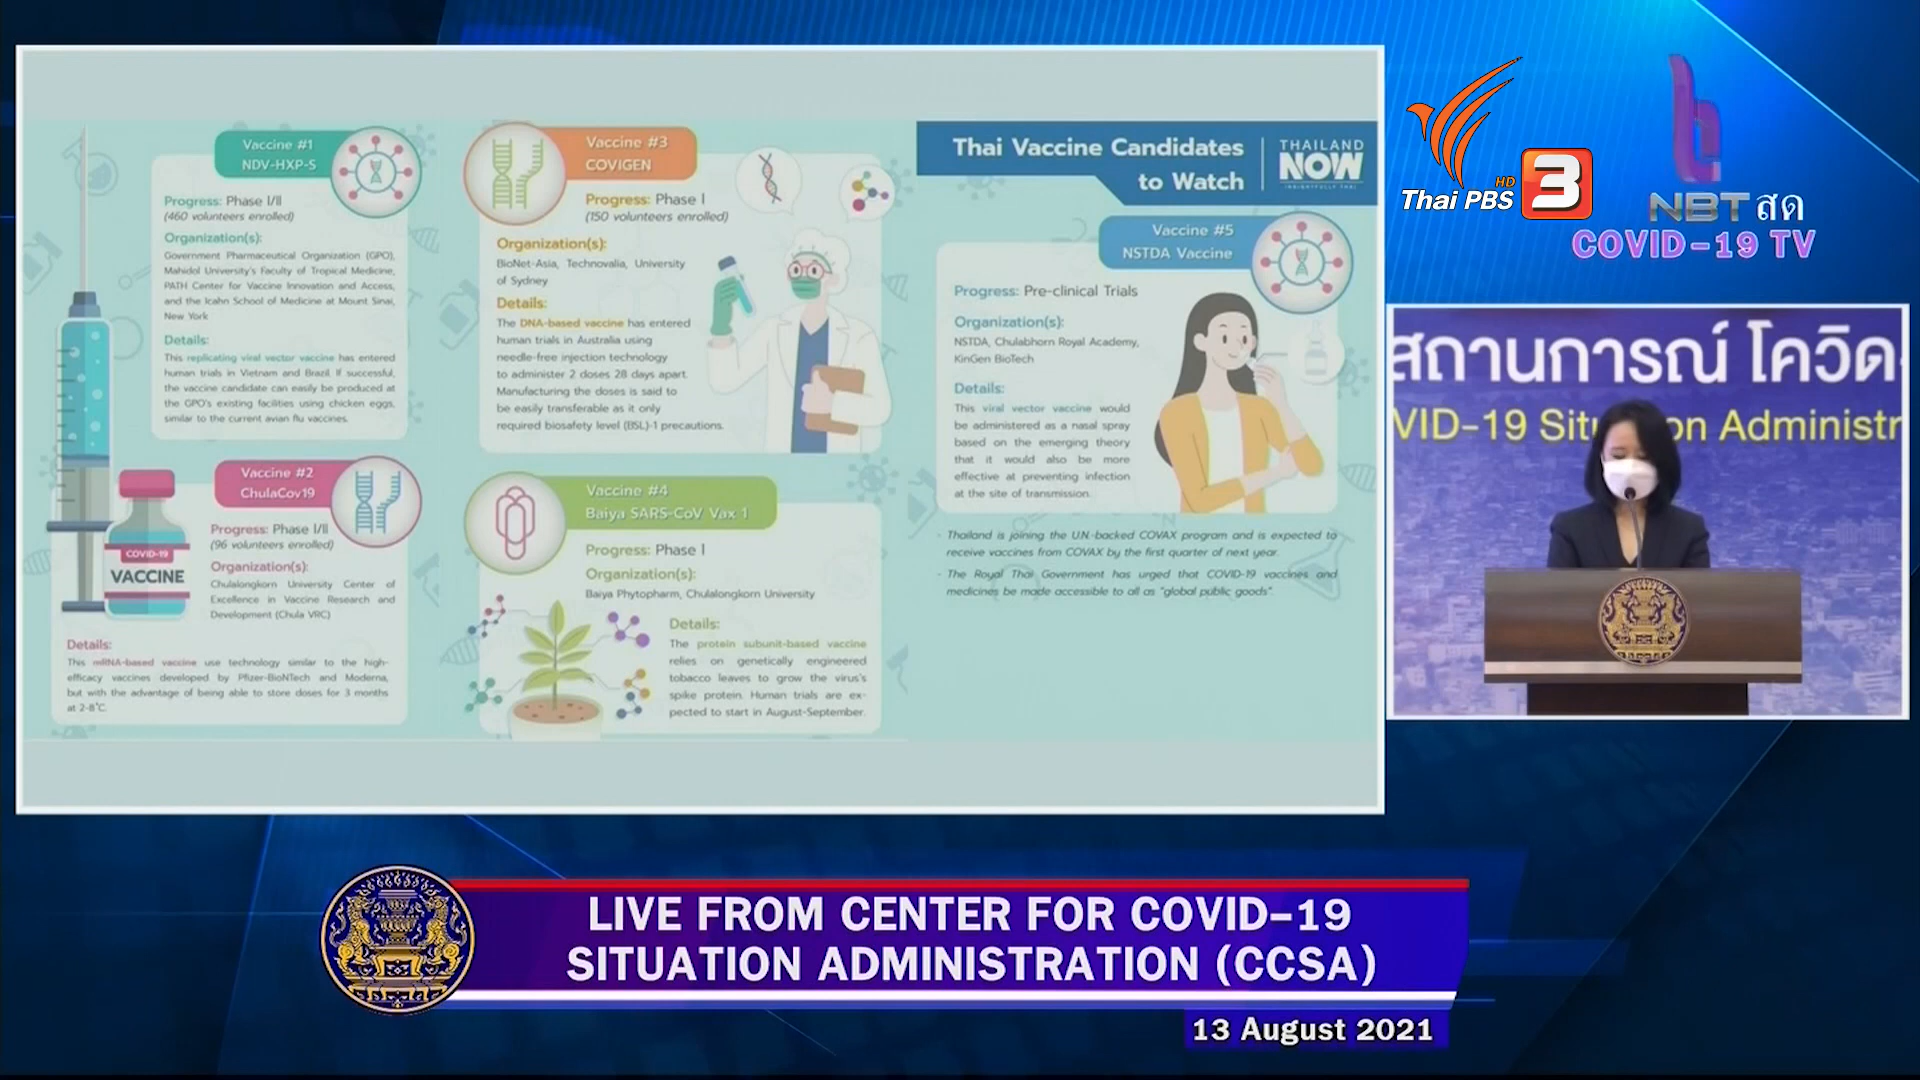 Vaccine #1
NDV-HXP-S
Progress: Phase I/II
(460 volunteers enrolled)
Organization(s):
Government Pharmaceutical Organization (GPO),
Mahidol University's Faculty of Tropical Medicine,
PATH Center for Vaccine Innovation and Access,
and the Icahn School of Medicine at Mount Sinai,
New York
Details:
This replicating viral vector vaccine has entered
human trials in Vietnam and Brazil. If successful,
the vaccine candidate can easily be produced at
the GPO's existing facilities using chicken eggs,
similar to the current avian flu vaccines.
COVID-19
VACCINE
Vaccine #2
ChulaCov19
Progress: Phase I/II
(96 volunteers enrolled)
Organization(s):
Chulalongkorn University Center of
Excellence in Vaccine Research and
Development (Chula VRC)
Details:
This mRNA-based vaccine use technology similar to the high-
efficacy vaccines developed by Pfizer-BioNTech and Moderna,
but with the advantage of being able to store doses for 3 months
at 2-8°C.
Vaccine #3
COVIGEN
Progress: Phase I
(150 volunteers enrolled)
Organization(s):
BioNet-Asia, Technovalia, University
of Sydney
Details:
The DNA-based vaccine has entered
human trials in Australia using
needle-free injection technology
to administer 2 doses 28 days apart.
Manufacturing the doses is said to
be easily transferable as it only
required biosafety level (BSL)-1 precautions.
Vaccine #4
Baiya SARS-CoV Vax 1
Progress: Phase I
Organization(s):
Baiya Phytopharm, Chulalongkorn University
Details:
The protein subunit-based vaccine
relies on genetically engineered
tobacco leaves to grow the virus's
spike protein. Human trials are ex-
pected to start in August-September.
Thai Vaccine Candidates
to Watch
THAILAND
NOW
INSIGHTFULLY THAI
Vaccine #5
NSTDA Vaccine
Progress: Pre-clinical Trials
Organization(s):
NSTDA, Chulabhorn Royal Academy,
KinGen BioTech
Details:
This viral vector vaccine would
be administered as a nasal spray
based on the emerging theory
that it would also be more
effective at preventing infection
at the site of transmission.
- Thailand is joining the U.N.-backed COVAX program and is expected to
receive vaccines from COVAX by the first quarter of next year.
- The Royal Thai Government has urged that COVID-19 vaccines and
medicines be made accessible to all as "global public goods".
Thai PBS HD 3
NBT สด
COVID-19 TV
สถานการณ์ โควิด-
VID-19 Situ on Administr
LIVE FROM CENTER FOR COVID-19
SITUATION ADMINISTRATION (CCSA)
13 August 2021